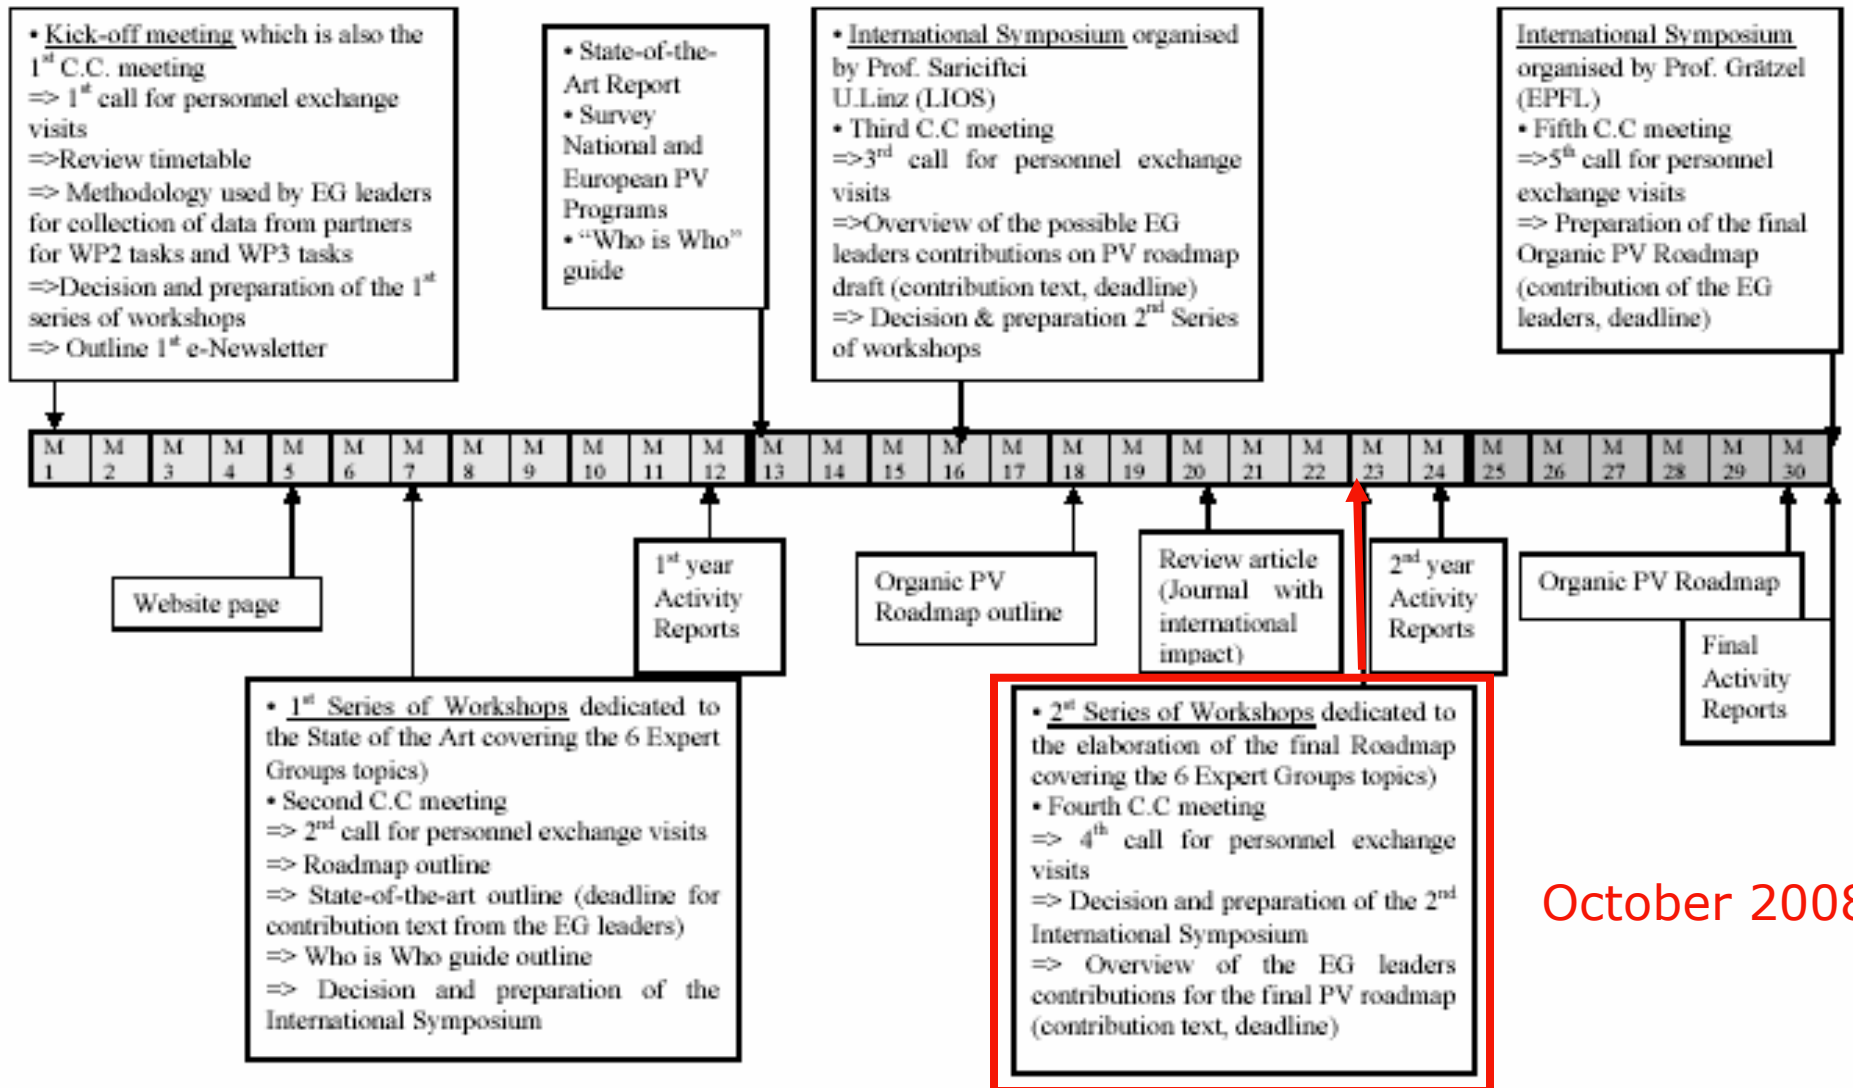 • Kick-off meeting which is also the
1st C.C. meeting
=> 1st call for personnel exchange
visits
=>Review timetable
=> Methodology used by EG leaders
for collection of data from partners
for WP2 tasks and WP3 tasks
=>Decision and preparation of the 1st
series of workshops
=> Outline 1st e-Newsletter
• State-of-the-
Art Report
• Survey
National and
European PV
Programs
• “Who is Who”
guide
• International Symposium organised
by Prof. Sariciftci
U.Linz (LIOS)
• Third C.C meeting
=>3rd call for personnel exchange
visits
=>Overview of the possible EG
leaders contributions on PV roadmap
draft (contribution text, deadline)
=> Decision & preparation 2nd Series
of workshops
International Symposium
organised by Prof. Grätzel
(EPFL)
• Fifth C.C meeting
=>5th call for personnel
exchange visits
=> Preparation of the final
Organic PV Roadmap
(contribution of the EG
leaders, deadline)
M M M M M M M M M M M M M M M M M M M M M M M M M M M M M M
1 2 3 4 5 6 7 8 9 10 11 12 13 14 15 16 17 18 19 20 21 22 23 24 25 26 27 28 29 30
Website page
1st year
Activity
Reports
Organic PV
Roadmap outline
Review article
(Journal with
international
impact)
2nd year
Activity
Reports
Organic PV Roadmap
Final
Activity
Reports
• 1st Series of Workshops dedicated to
the State of the Art covering the 6 Expert
Groups topics)
• Second C.C meeting
=> 2nd call for personnel exchange visits
=> Roadmap outline
=> State-of-the-art outline (deadline for
contribution text from the EG leaders)
=> Who is Who guide outline
=> Decision and preparation of the
International Symposium
• 2st Series of Workshops dedicated to
the elaboration of the final Roadmap
covering the 6 Expert Groups topics)
• Fourth C.C meeting
=> 4th call for personnel exchange
visits
=> Decision and preparation of the 2nd
International Symposium
=> Overview of the EG leaders
contributions for the final PV roadmap
(contribution text, deadline)
October 2008